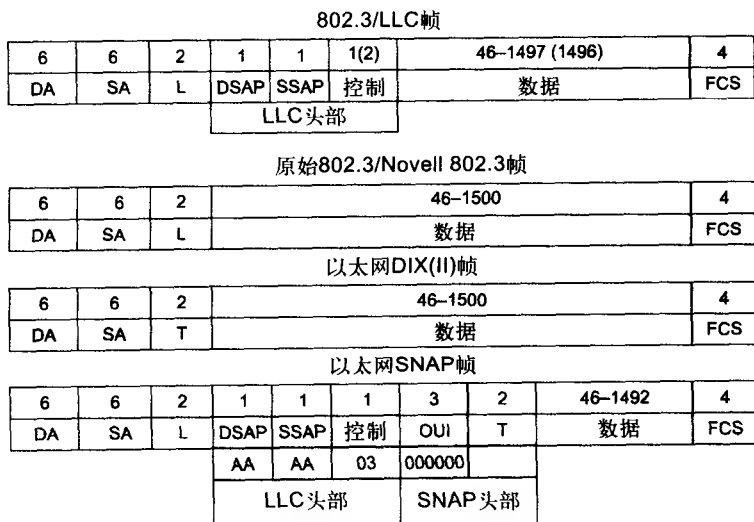 802.3/LLC帧
6 6 2 1 1 1(2) 46–1497 (1496) 4
DA SA L DSAP SSAP 控制 数据 FCS
LLC头部
原始802.3/Novell 802.3帧
6 6 2 46–1500 4
DA SA L 数据 FCS
以太网DIX(II)帧
6 6 2 46–1500 4
DA SA T 数据 FCS
以太网SNAP帧
6 6 2 1 1 1 3 2 46–1492 4
DA SA L DSAP SSAP 控制 OUI T 数据 FCS
AA AA 03 000000
LLC头部 SNAP头部